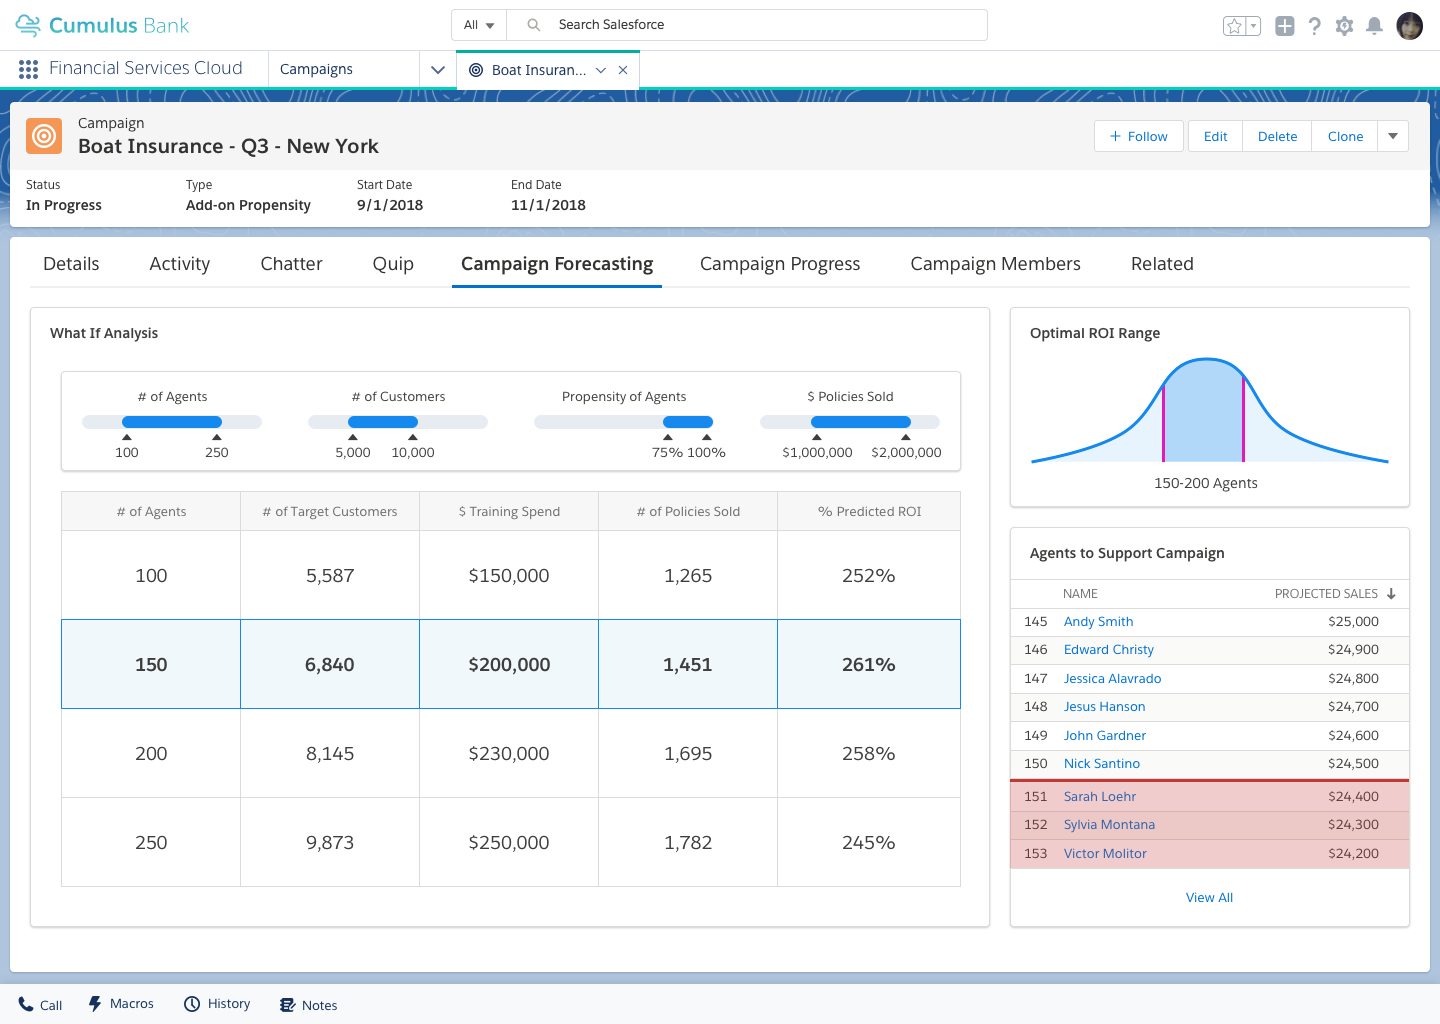 Cumulus Bank
All
Search Salesforce
Financial Services Cloud
Campaigns
Boat Insuran...
Campaign
Boat Insurance - Q3 - New York
+ Follow
Edit
Delete
Clone
Status
Type
Start Date
End Date
In Progress
Add-on Propensity
9/1/2018
11/1/2018
Details
Activity
Chatter
Quip
Campaign Forecasting
Campaign Progress
Campaign Members
Related
What If Analysis
# of Agents
100
250
# of Customers
5,000
10,000
Propensity of Agents
75%
100%
$ Policies Sold
$1,000,000
$2,000,000
# of Agents
# of Target Customers
$ Training Spend
# of Policies Sold
% Predicted ROI
100
5,587
$150,000
1,265
252%
150
6,840
$200,000
1,451
261%
200
8,145
$230,000
1,695
258%
250
9,873
$250,000
1,782
245%
Optimal ROI Range
150-200 Agents
Agents to Support Campaign
NAME
PROJECTED SALES
145 Andy Smith $25,000
146 Edward Christy $24,900
147 Jessica Alavrado $24,800
148 Jesus Hanson $24,700
149 John Gardner $24,600
150 Nick Santino $24,500
151 Sarah Loehr $24,400
152 Sylvia Montana $24,300
153 Victor Molitor $24,200
View All
Call
Macros
History
Notes